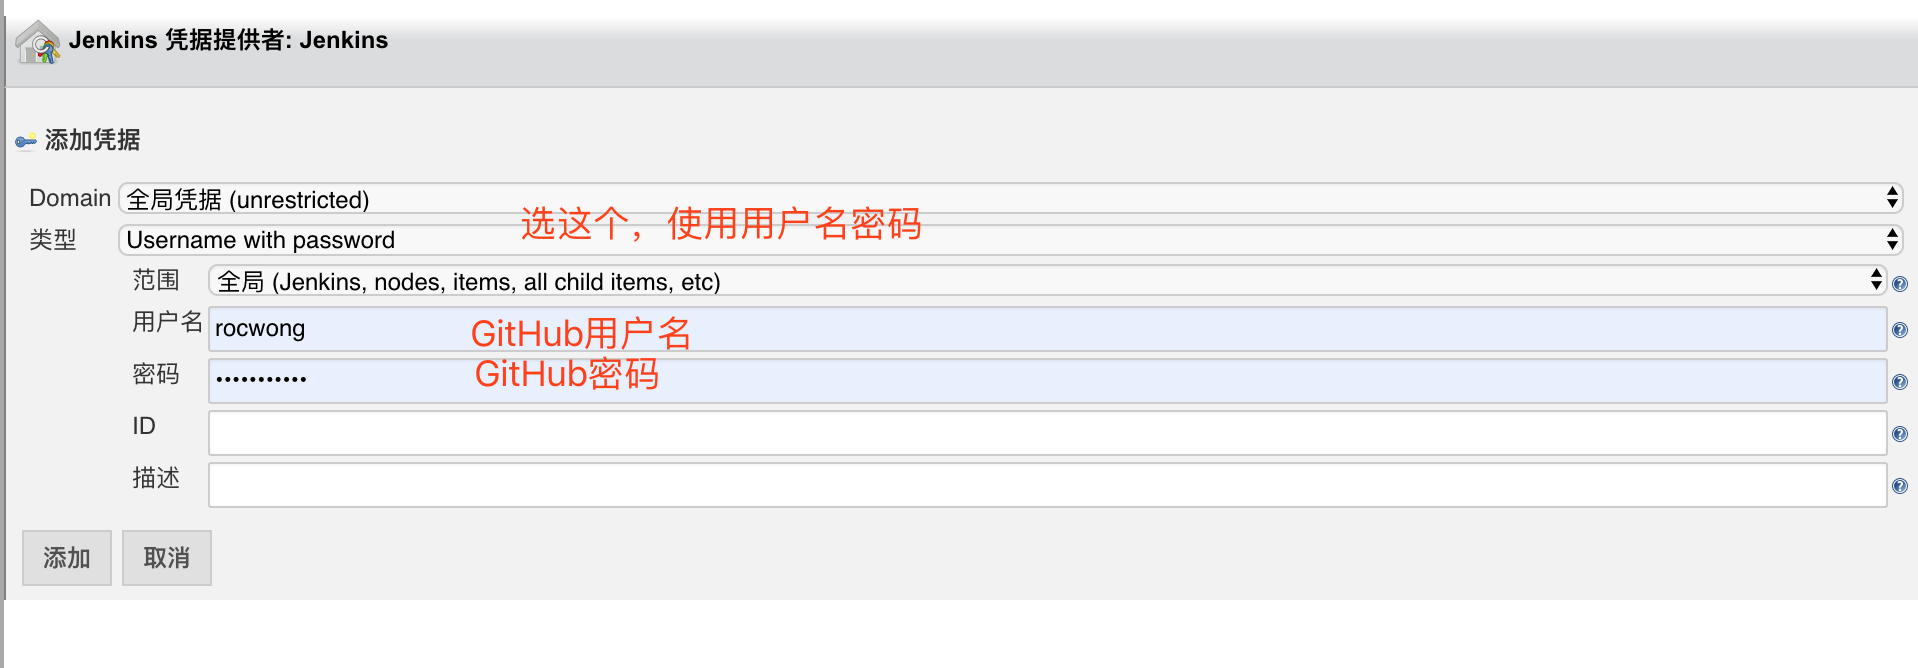 Jenkins 凭据提供者: Jenkins
添加凭据
Domain 全局凭据 (unrestricted)
选这个，使用用户名密码
类型 Username with password
范围 全局 (Jenkins, nodes, items, all child items, etc)
用户名 rocwong GitHub用户名
密码 ••••••••••• GitHub密码
ID
描述
添加 取消